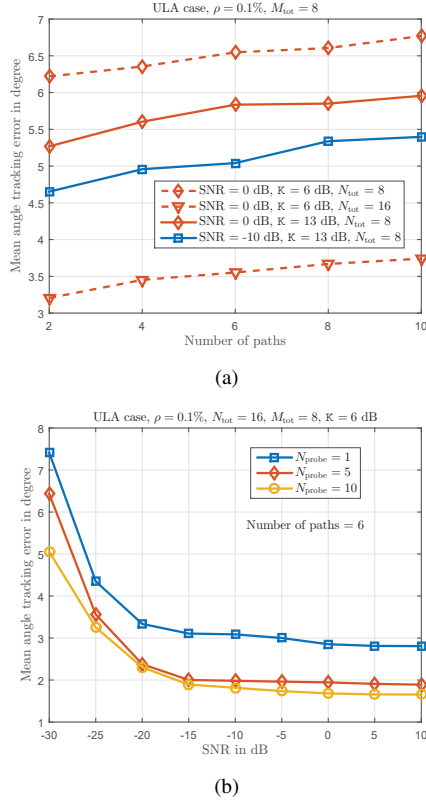 ULA case, ρ = 0.1%, M_tot = 8
Mean angle tracking error in degree
7
6.5
6
5.5
5
4.5
4
3.5
3
SNR = 0 dB, K = 6 dB, N_tot = 8
SNR = 0 dB, K = 6 dB, N_tot = 16
SNR = 0 dB, K = 13 dB, N_tot = 8
SNR = -10 dB, K = 13 dB, N_tot = 8
2 4 6 8 10
Number of paths
(a)
ULA case, ρ = 0.1%, N_tot = 16, M_tot = 8, K = 6 dB
Mean angle tracking error in degree
8
7
6
5
4
3
2
1
N_probe = 1
N_probe = 5
N_probe = 10
Number of paths = 6
-30 -25 -20 -15 -10 -5 0 5 10
SNR in dB
(b)